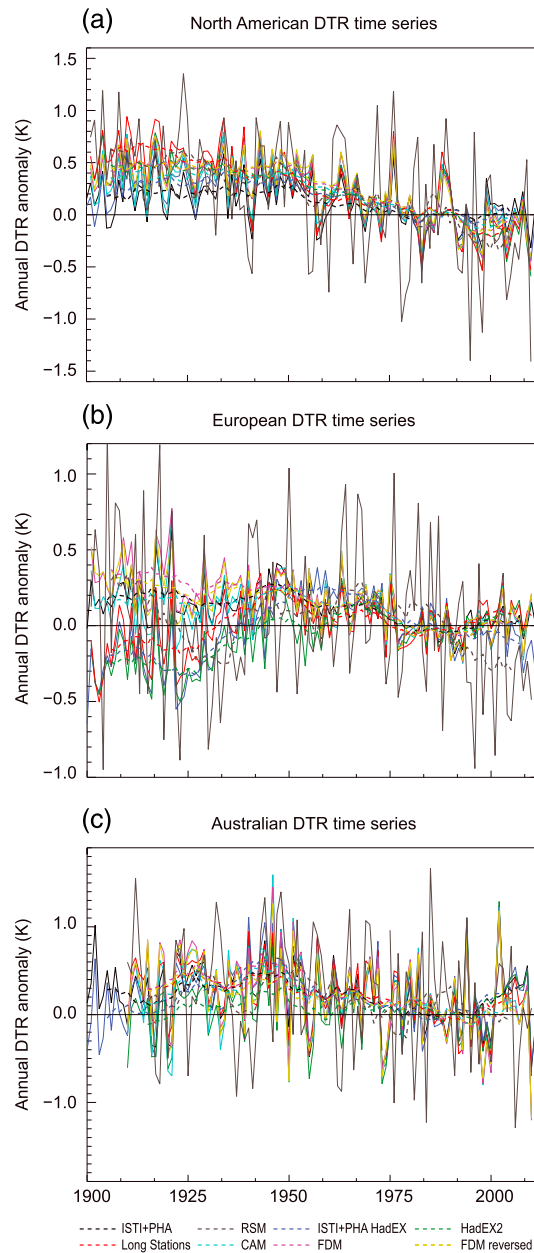 (a)
North American DTR time series
Annual DTR anomaly (K)
1.5
1.0
0.5
0.0
−0.5
−1.0
−1.5
(b)
European DTR time series
Annual DTR anomaly (K)
1.0
0.5
0.0
−0.5
−1.0
(c)
Australian DTR time series
Annual DTR anomaly (K)
1.0
0.0
−1.0
1900 1925 1950 1975 2000
ISTI+PHA RSM ISTI+PHA HadEX HadEX2
Long Stations CAM FDM FDM reversed